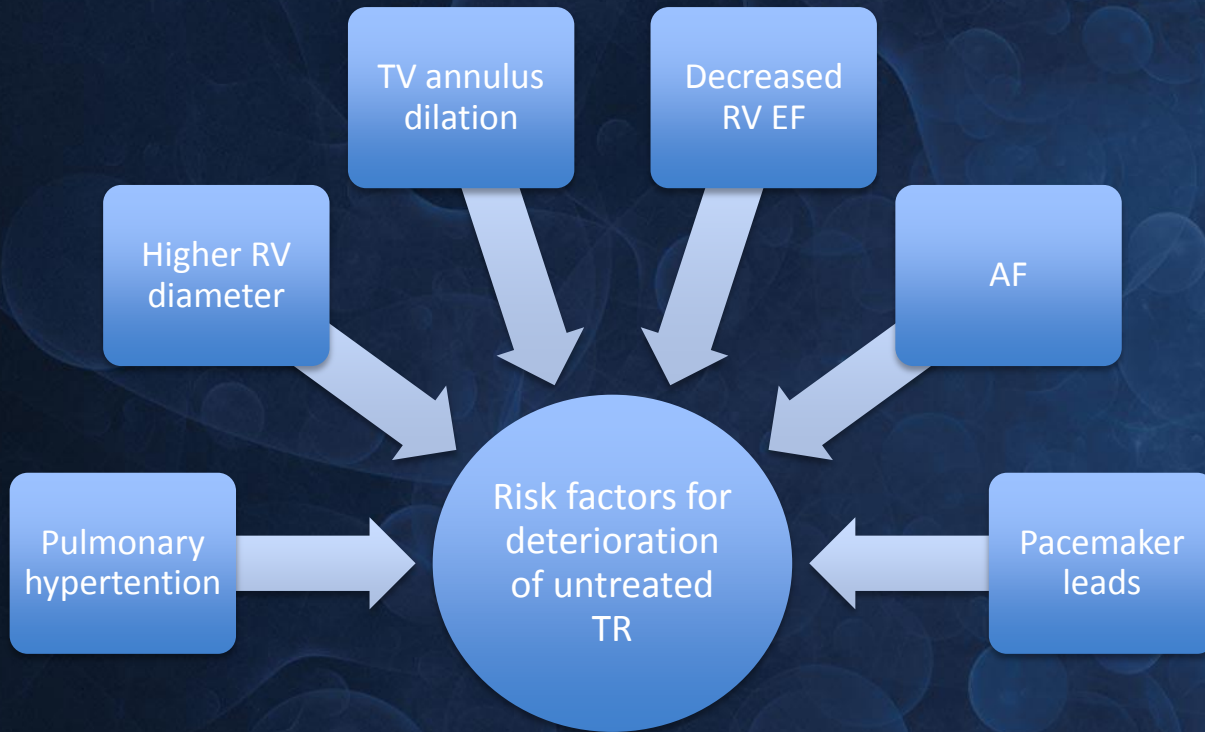 TV annulus
dilation
Decreased
RV EF
Higher RV
diameter
AF
Pulmonary
hypertention
Risk factors for
deterioration
of untreated
TR
Pacemaker
leads